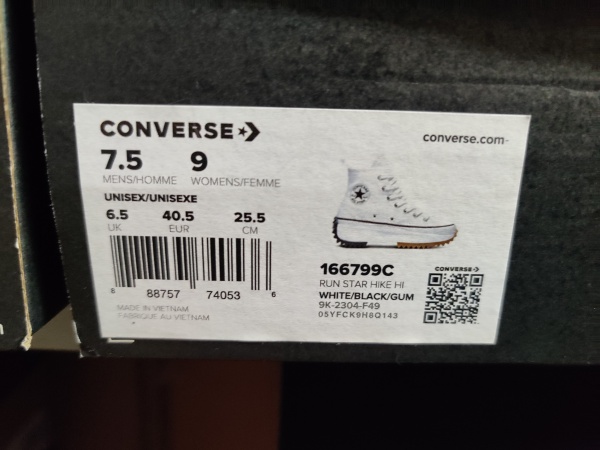 CONVERSE
converse.com
7.5 9
MENS/HOMME WOMENS/FEMME
UNISEX/UNISEXE
6.5 40.5 25.5
UK EUR CM
8 88757 74053 6
MADE IN VIETNAM
FABRIQUÉ AU VIETNAM
166799C
RUN STAR HIKE HI
WHITE/BLACK/GUM
9K-2304-F49
05YFCK9H8Q143
CONVERSE